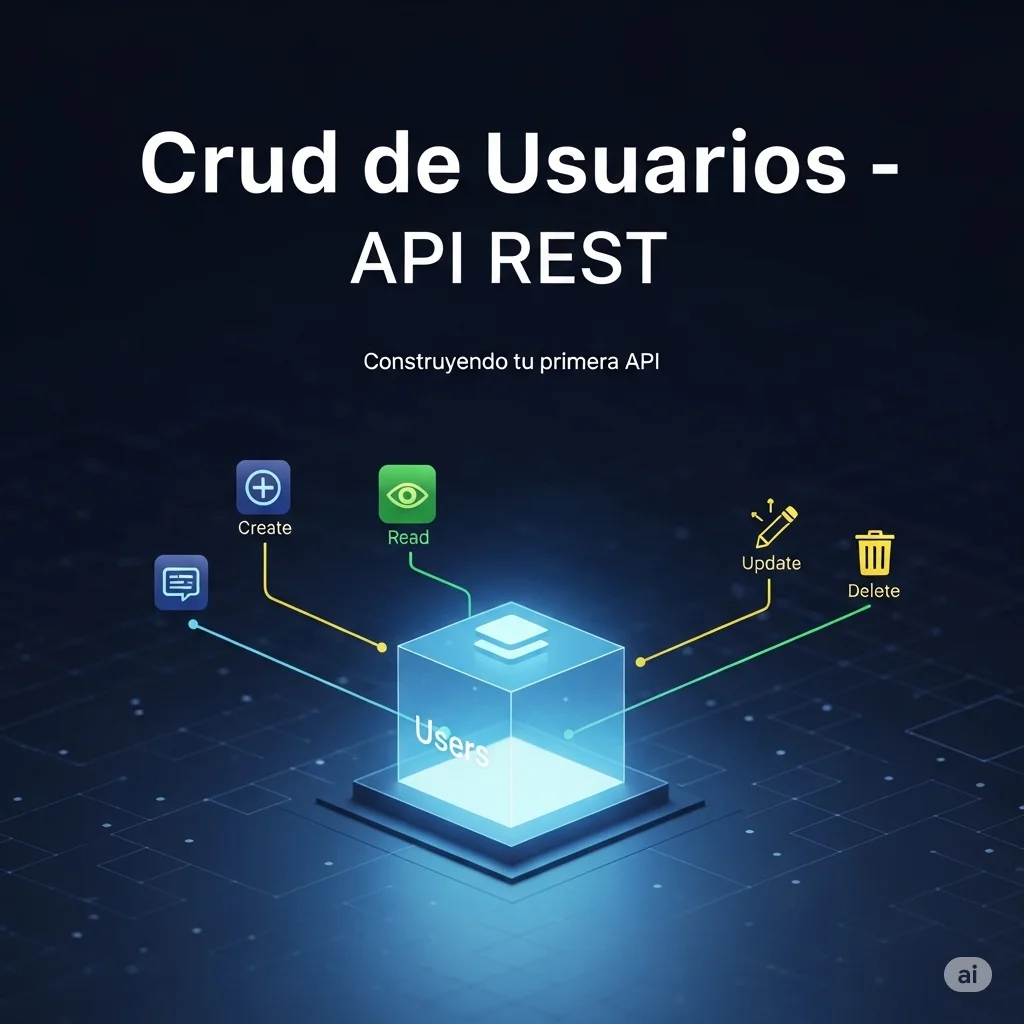 Crud de Usuarios -
API REST
Construyendo tu primera API
Create
Read
Update
Delete
Users
ai